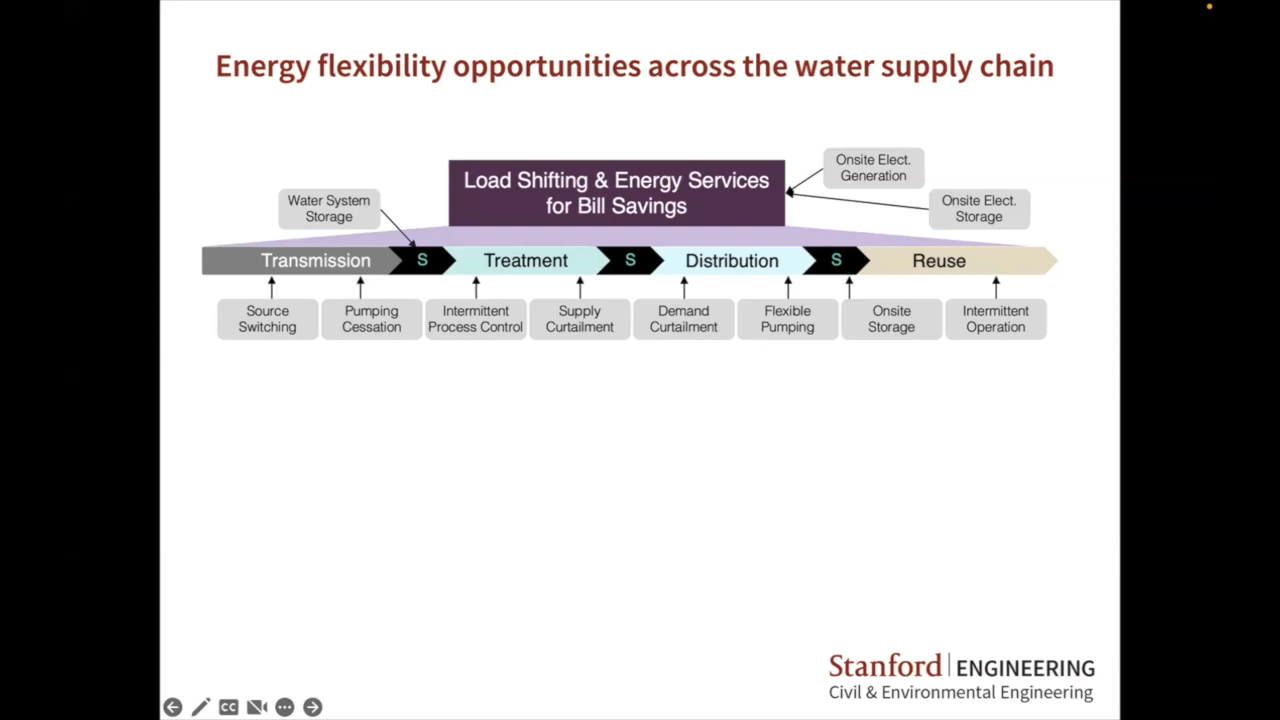 Energy flexibility opportunities across the water supply chain
Load Shifting & Energy Services
for Bill Savings
Onsite Elect.
Generation
Onsite Elect.
Storage
Water System
Storage
Transmission
S
Treatment
S
Distribution
S
Reuse
Source
Switching
Pumping
Cessation
Intermittent
Process Control
Supply
Curtailment
Demand
Curtailment
Flexible
Pumping
Onsite
Storage
Intermittent
Operation
Stanford ENGINEERING
Civil & Environmental Engineering
CC